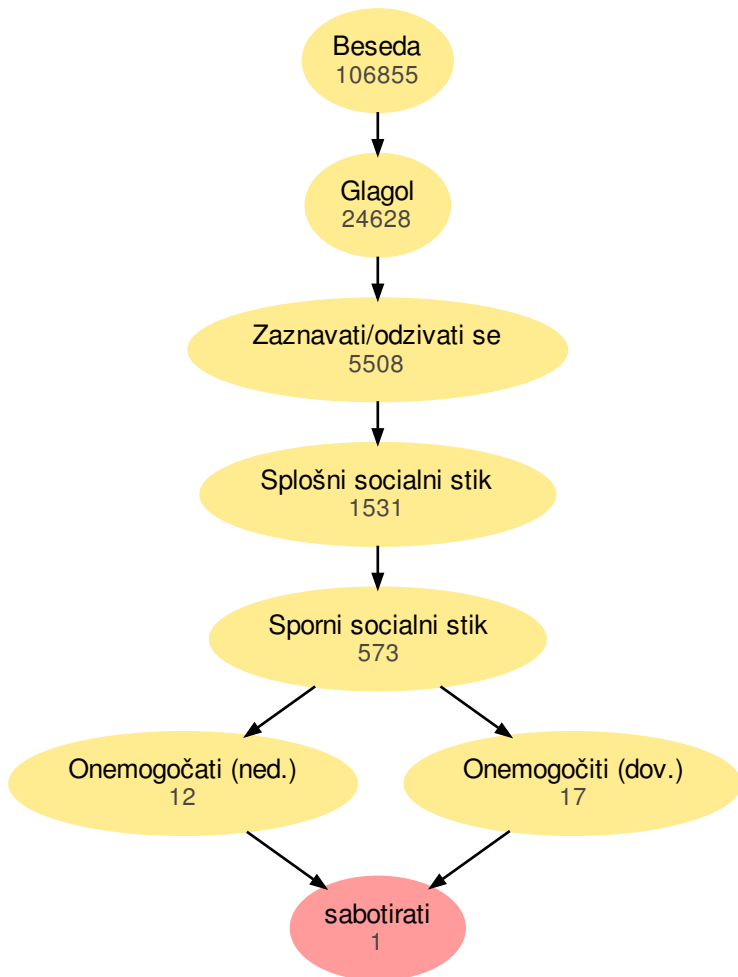 Beseda
106855
Glagol
24628
Zaznavati/odzivati se
5508
Splošni socialni stik
1531
Sporni socialni stik
573
Onemogočati (ned.)
12
Onemogočiti (dov.)
17
sabotirati
1